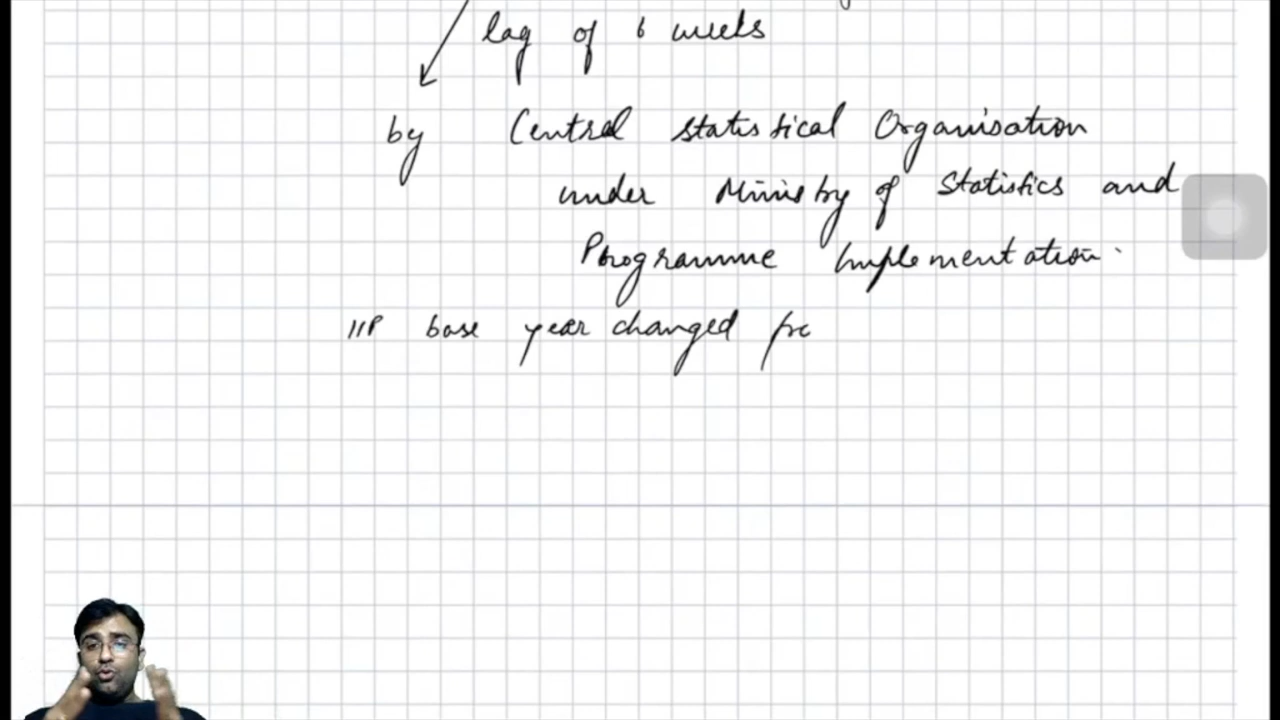 lag of 6 weeks
by Central statistical Organisation
under Ministry of Statistics and
Programme Implementation.
IIP base year changed fro